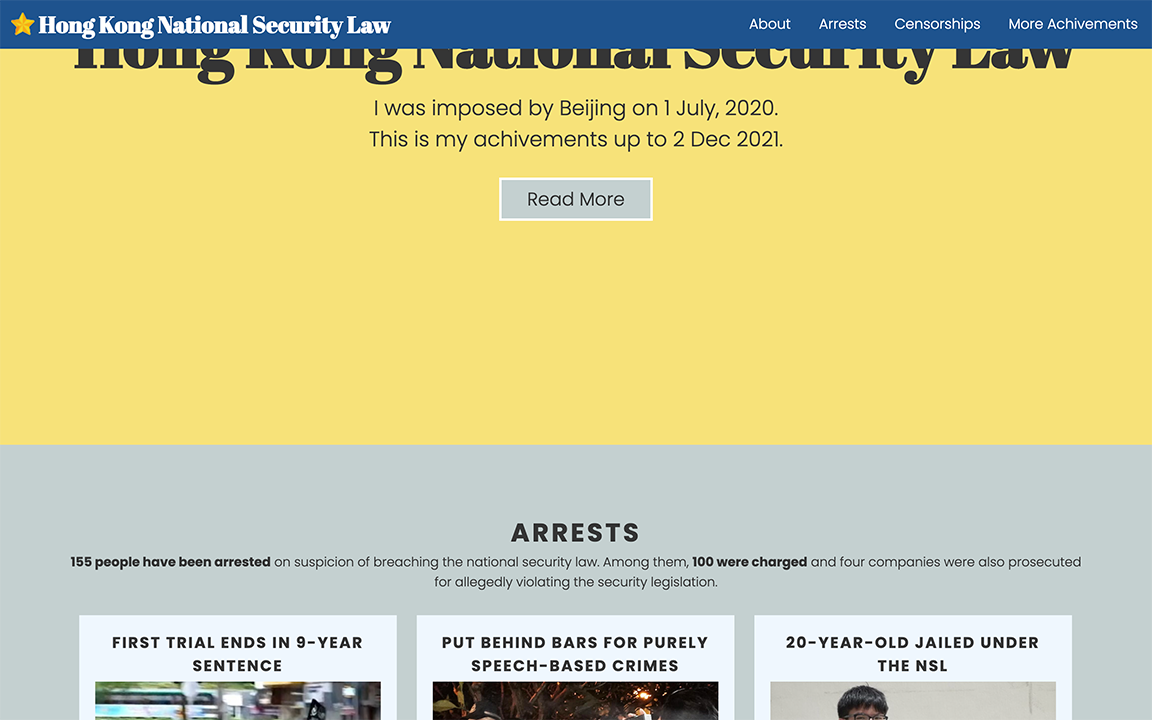 ⭐ Hong Kong National Security Law
About Arrests Censorships More Achivements
Hong Kong National Security Law
I was imposed by Beijing on 1 July, 2020.
This is my achivements up to 2 Dec 2021.
Read More
ARRESTS
155 people have been arrested on suspicion of breaching the national security law. Among them, 100 were charged and four companies were also prosecuted
for allegedly violating the security legislation.
FIRST TRIAL ENDS IN 9-YEAR
SENTENCE
PUT BEHIND BARS FOR PURELY
SPEECH-BASED CRIMES
20-YEAR-OLD JAILED UNDER
THE NSL